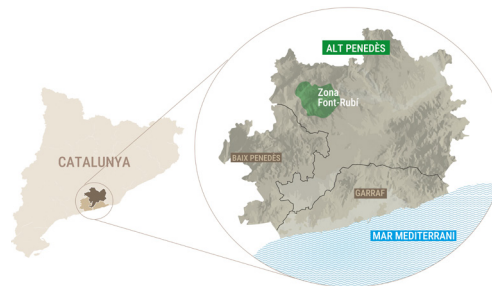 ALT PENEDÈS
Zona
Font-Rubí
CATALUNYA
BAIX PENEDÈS
GARRAF
MAR MEDITERRANI